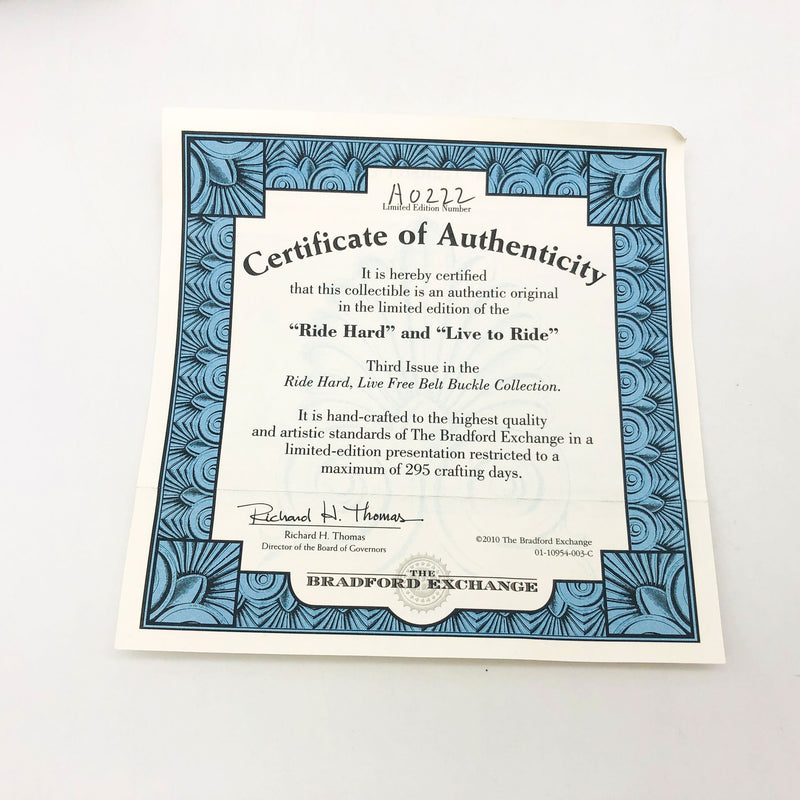 A0222
Limited Edition Number
Certificate of Authenticity
It is hereby certified
that this collectible is an authentic original
in the limited edition of the
“Ride Hard” and “Live to Ride”
Third Issue in the
Ride Hard, Live Free Belt Buckle Collection.
It is hand-crafted to the highest quality
and artistic standards of The Bradford Exchange in a
limited-edition presentation restricted to a
maximum of 295 crafting days.
Richard H. Thomas
Richard H. Thomas
Director of the Board of Governors
©2010 The Bradford Exchange
01-10954-003-C
THE
BRADFORD EXCHANGE